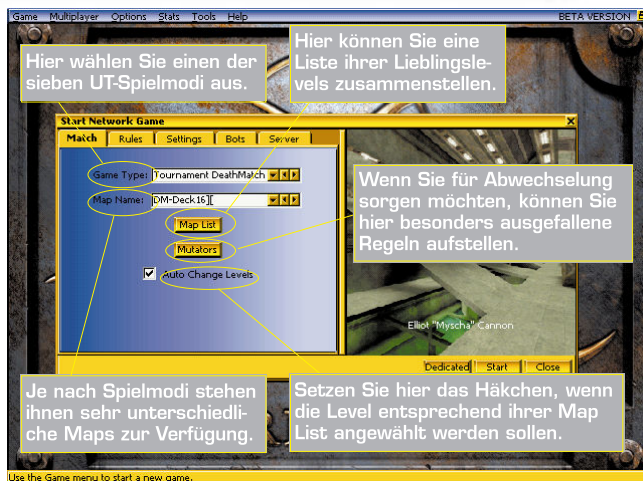 Game Multiplayer Options Stats Tools Help BETA VERSION
Hier wählen Sie einen der
sieben UT-Spielmodi aus.
Hier können Sie eine
Liste ihrer Lieblingsle-
vels zusammenstellen.
Start Network Game
Match Rules Settings Bots Server
Game Type: Tournament DeathMatch
Map Name: DM-Deck16][
Map List
Mutators
Auto Change Levels
Wenn Sie für Abwechselung
sorgen möchten, können Sie
hier besonders ausgefallene
Regeln aufstellen.
Elliot "Myscha" Cannon
Dedicated Start Close
Je nach Spielmodi stehen
ihnen sehr unterschiedli-
che Maps zur Verfügung.
Setzen Sie hier das Häkchen, wenn
die Level entsprechend ihrer Map
List angewählt werden sollen.
Use the Game menu to start a new game.